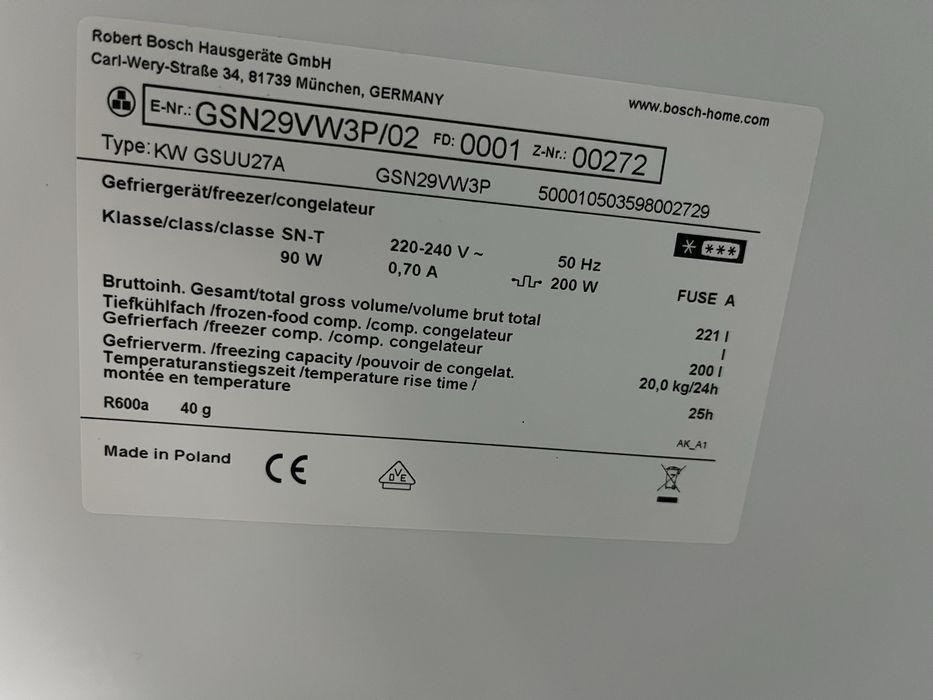 Robert Bosch Hausgeräte GmbH
Carl-Wery-Straße 34, 81739 München, GERMANY
www.bosch-home.com
E-Nr.: GSN29VW3P/02 FD: 0001 Z-Nr.: 00272
Type: KW GSUU27A GSN29VW3P 500010503598002729
Gefriergerät/freezer/congelateur
* ***
Klasse/class/classe SN-T 220-240 V ~ 50 Hz
90 W 0,70 A 200 W FUSE A
Bruttoinh. Gesamt/total gross volume/volume brut total 221 l
Tiefkühlfach /frozen-food comp. /comp. congelateur l
Gefrierfach /freezer comp. /comp. congelateur 200 l
Gefrierverm. /freezing capacity /pouvoir de congelat. 20,0 kg/24h
Temperaturanstiegszeit /temperature rise time / 25h
montée en temperature
R600a 40 g
AK_A1
Made in Poland CE DVE